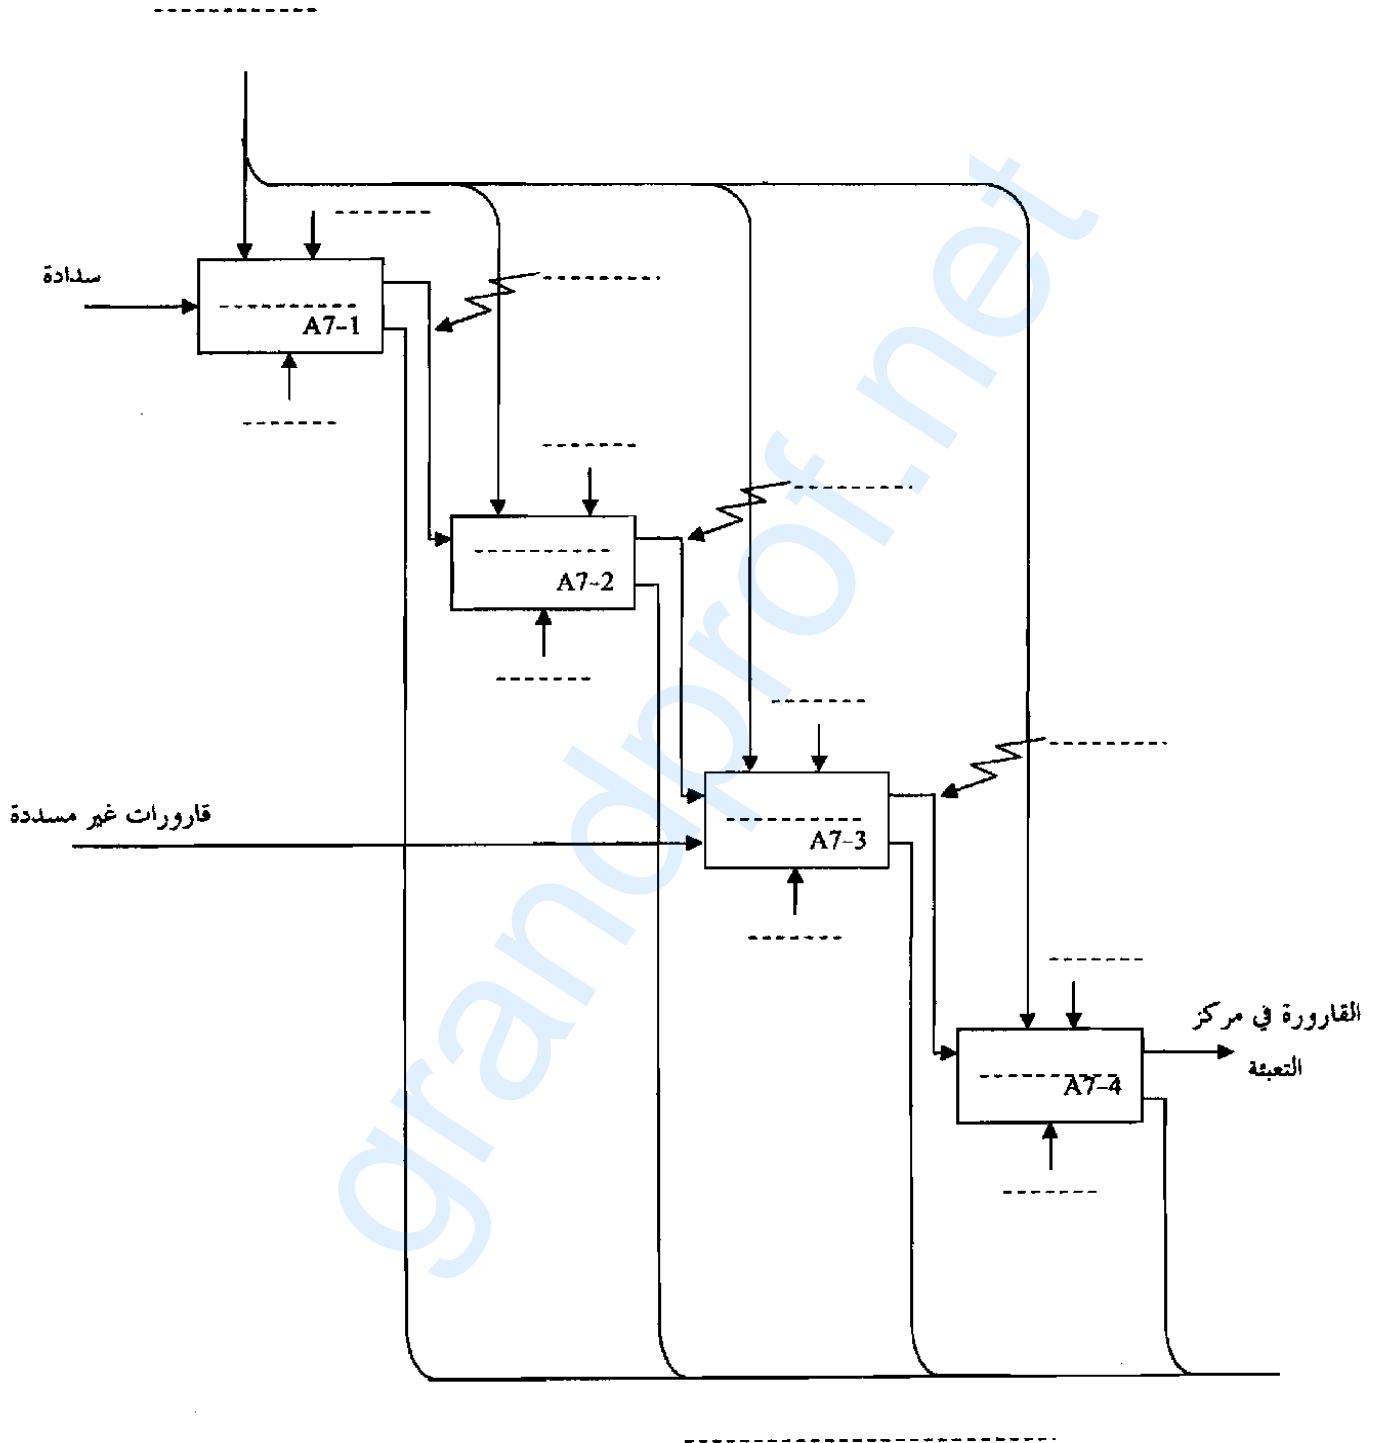 سدادة
A7-1
A7-2
قارورات غير مسددة
A7-3
القارورة في مركز
التعبئة
A7-4
grandprof.net